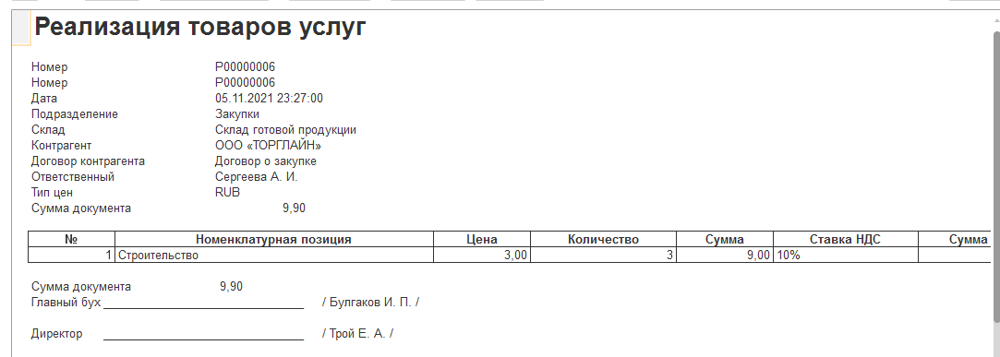 Реализация товаров услуг
Номер Р00000006
Номер Р00000006
Дата 05.11.2021 23:27:00
Подразделение Закупки
Склад Склад готовой продукции
Контрагент ООО «ТОРГЛАЙН»
Договор контрагента Договор о закупке
Ответственный Сергеева А. И.
Тип цен RUB
Сумма документа 9,90
№ Номенклатурная позиция Цена Количество Сумма Ставка НДС Сумма
1 Строительство 3,00 3 9,00 10%
Сумма документа 9,90
Главный бух / Булгаков И. П. /
Директор / Трой Е. А. /